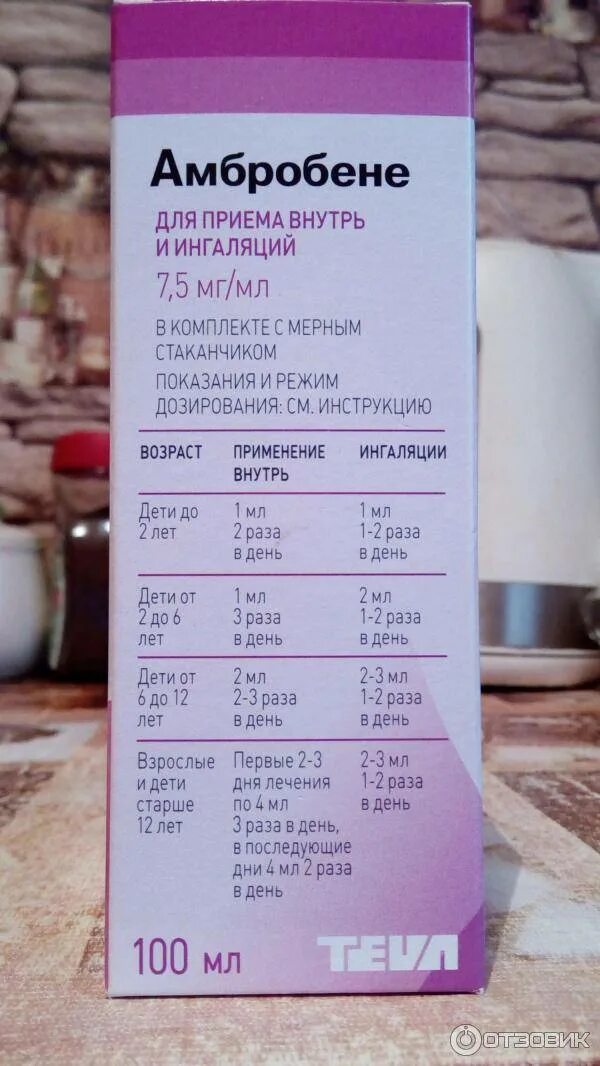 Амбробене
ДЛЯ ПРИЕМА ВНУТРЬ
И ИНГАЛЯЦИЙ
7,5 мг/мл
В КОМПЛЕКТЕ С МЕРНЫМ
СТАКАНЧИКОМ
ПОКАЗАНИЯ И РЕЖИМ
ДОЗИРОВАНИЯ: СМ. ИНСТРУКЦИЮ
ВОЗРАСТ ПРИМЕНЕНИЕ ИНГАЛЯЦИИ
ВНУТРЬ
Дети до 1 мл 1 мл
2 лет 2 раза 1-2 раза
в день в день
Дети от 1 мл 2 мл
2 до 6 3 раза 1-2 раза
лет в день в день
Дети от 2 мл 2-3 мл
6 до 12 2-3 раза 1-2 раза
лет в день в день
Взрослые Первые 2-3 2-3 мл
и дети дня лечения 1-2 раза
старше по 4 мл в день
12 лет 3 раза в день,
в последующие
дни 4 мл 2 раза
в день
100 мл TEVA
ОТЗОВИК